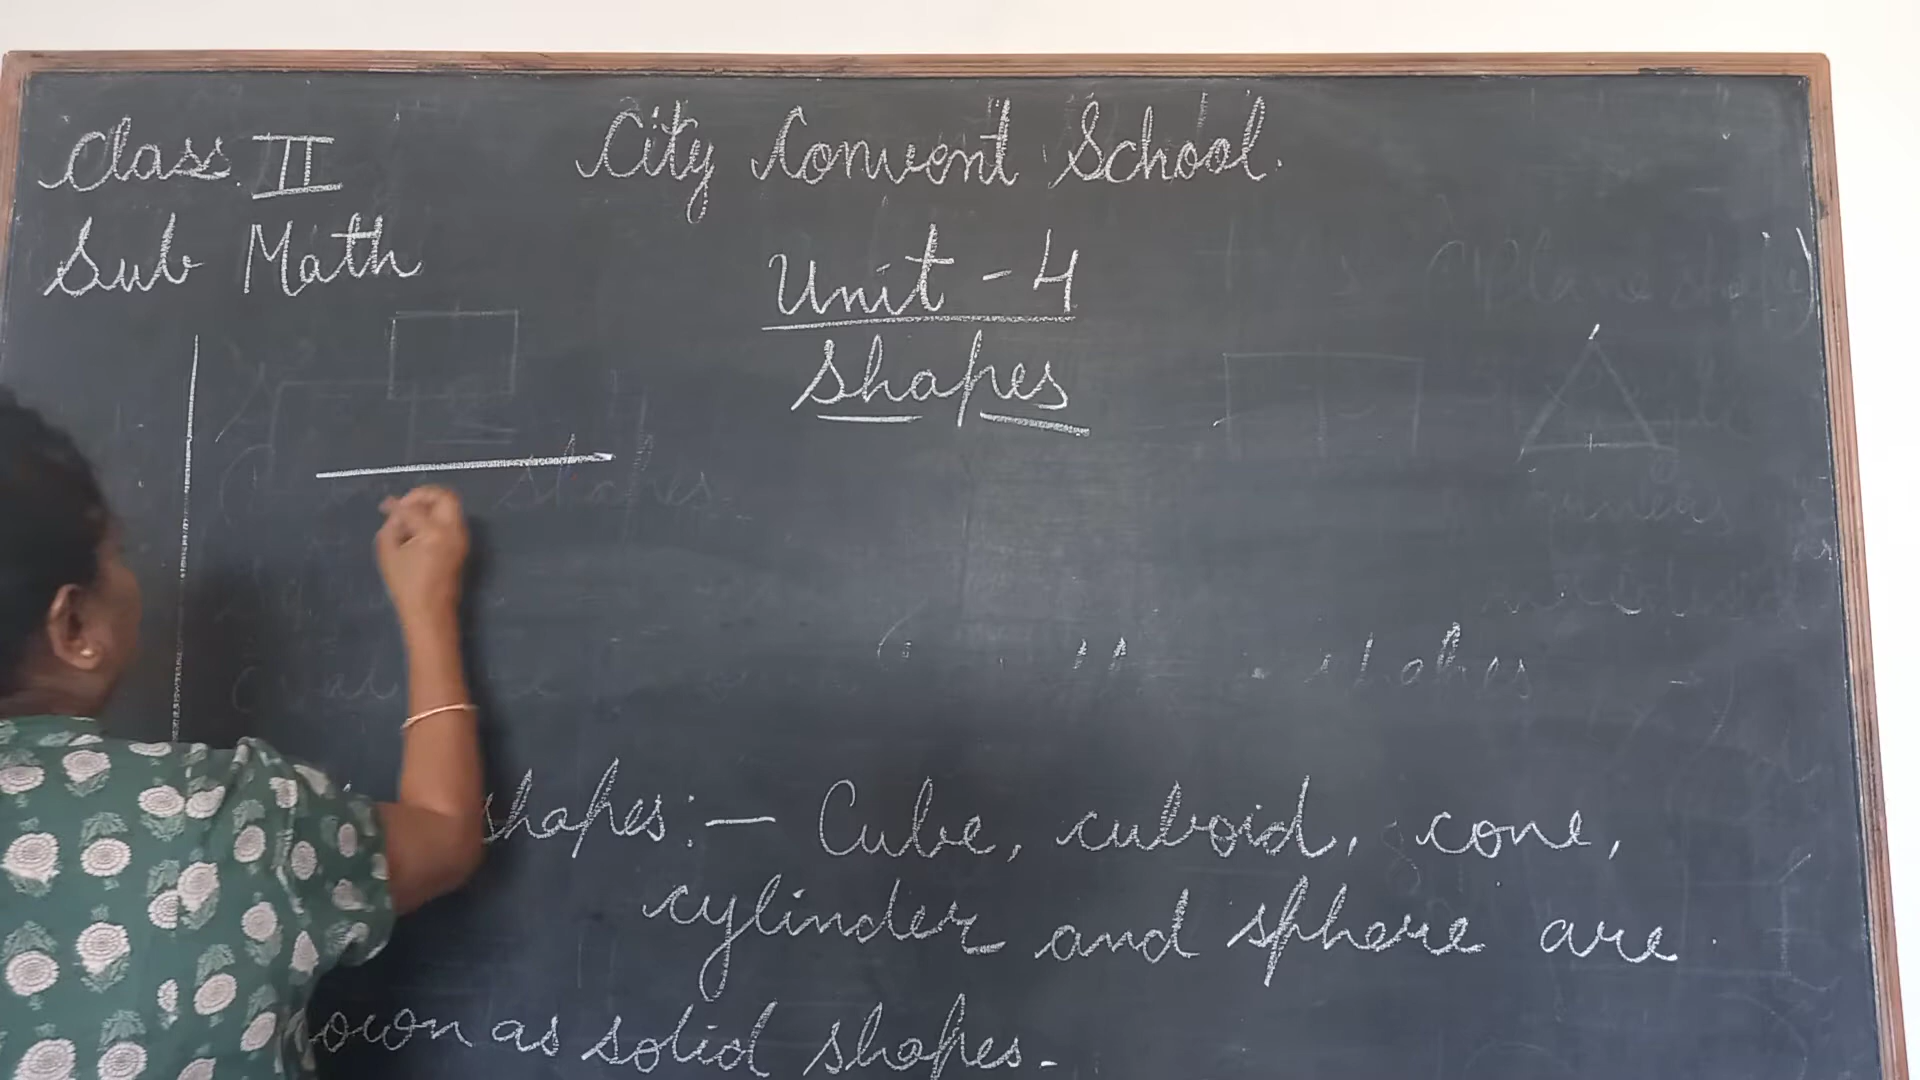 Class II
City Convent School.
Sub Math
Unit - 4
Shapes
shapes:— Cube, cuboid, cone,
cylinder and sphere are
as solid shapes.